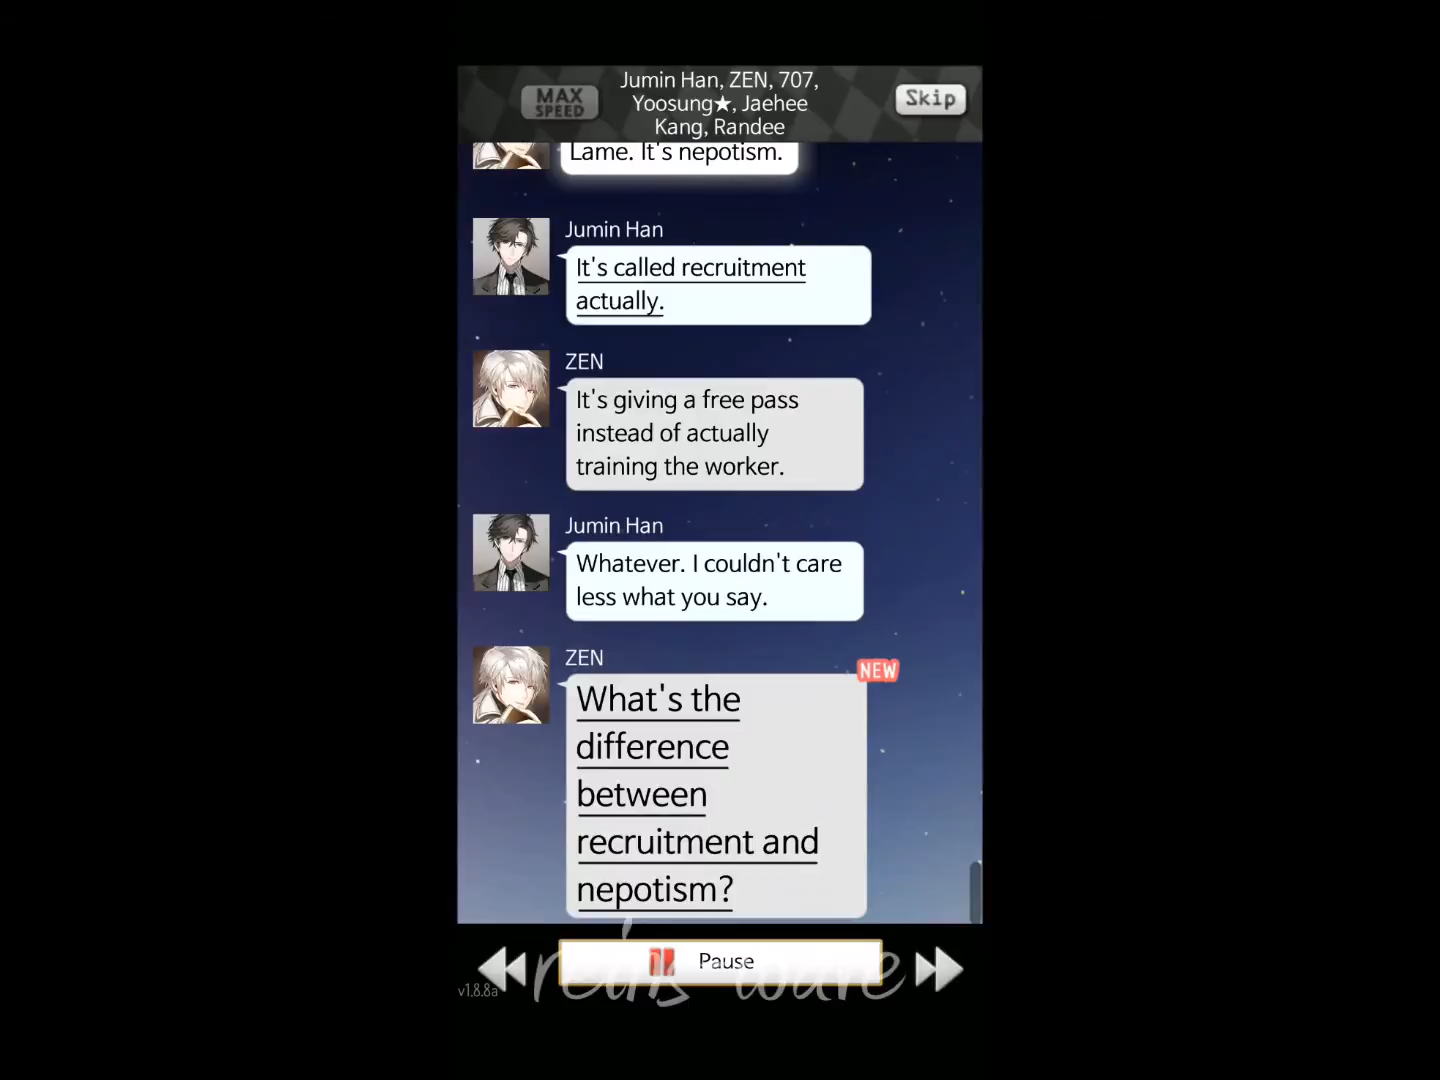 MAX
SPEED
Jumin Han, ZEN, 707,
Yoosung★, Jaehee
Kang, Randee
Skip
Lame. It's nepotism.
Jumin Han
It's called recruitment
actually.
ZEN
It's giving a free pass
instead of actually
training the worker.
Jumin Han
Whatever. I couldn't care
less what you say.
ZEN
NEW
What's the
difference
between
recruitment and
nepotism?
Pause
v1.8.8a